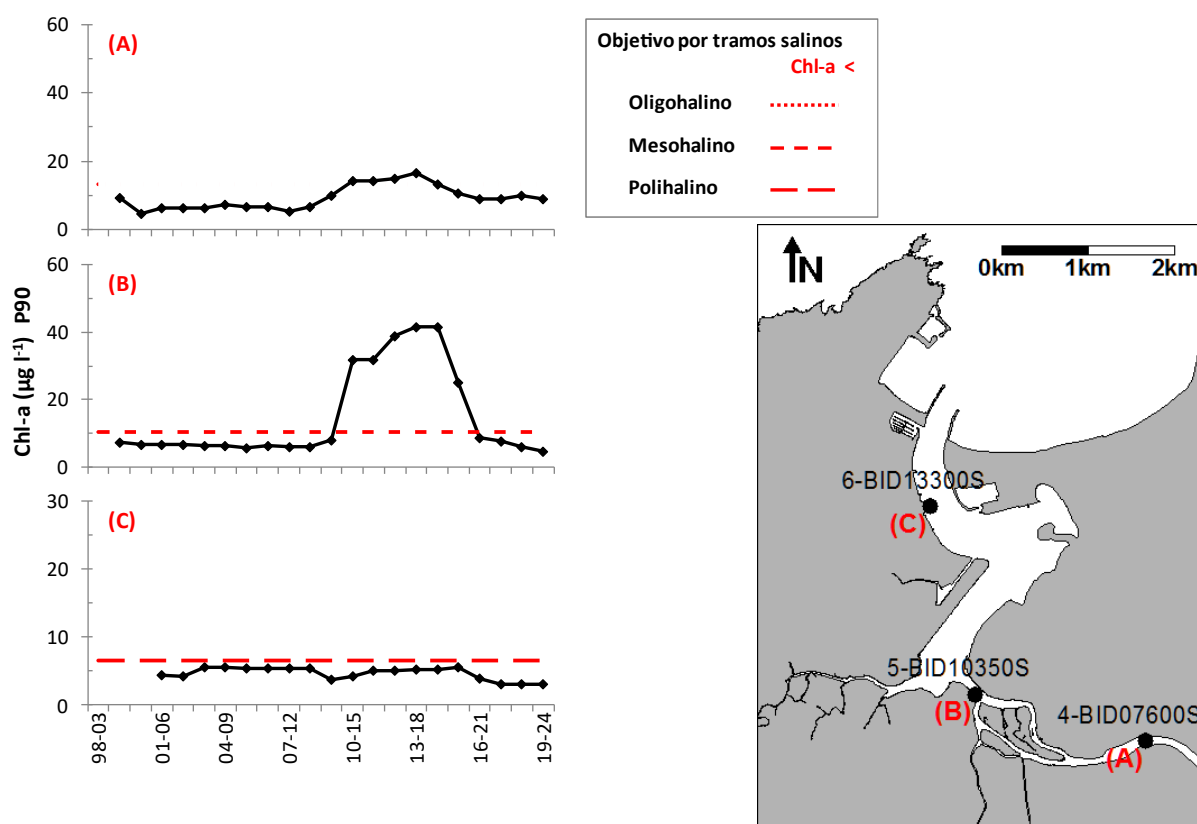 Chl-a (µg l-1) P90
60
40
20
0
(A)
60
40
20
0
(B)
30
20
10
0
(C)
98-03
01-06
04-09
07-12
10-15
13-18
16-21
19-24
Objetivo por tramos salinos
Chl-a <
Oligohalino
Mesohalino
Polihalino
N
0km 1km 2km
6-BID13300S
(C)
5-BID10350S
(B)
4-BID07600S
(A)